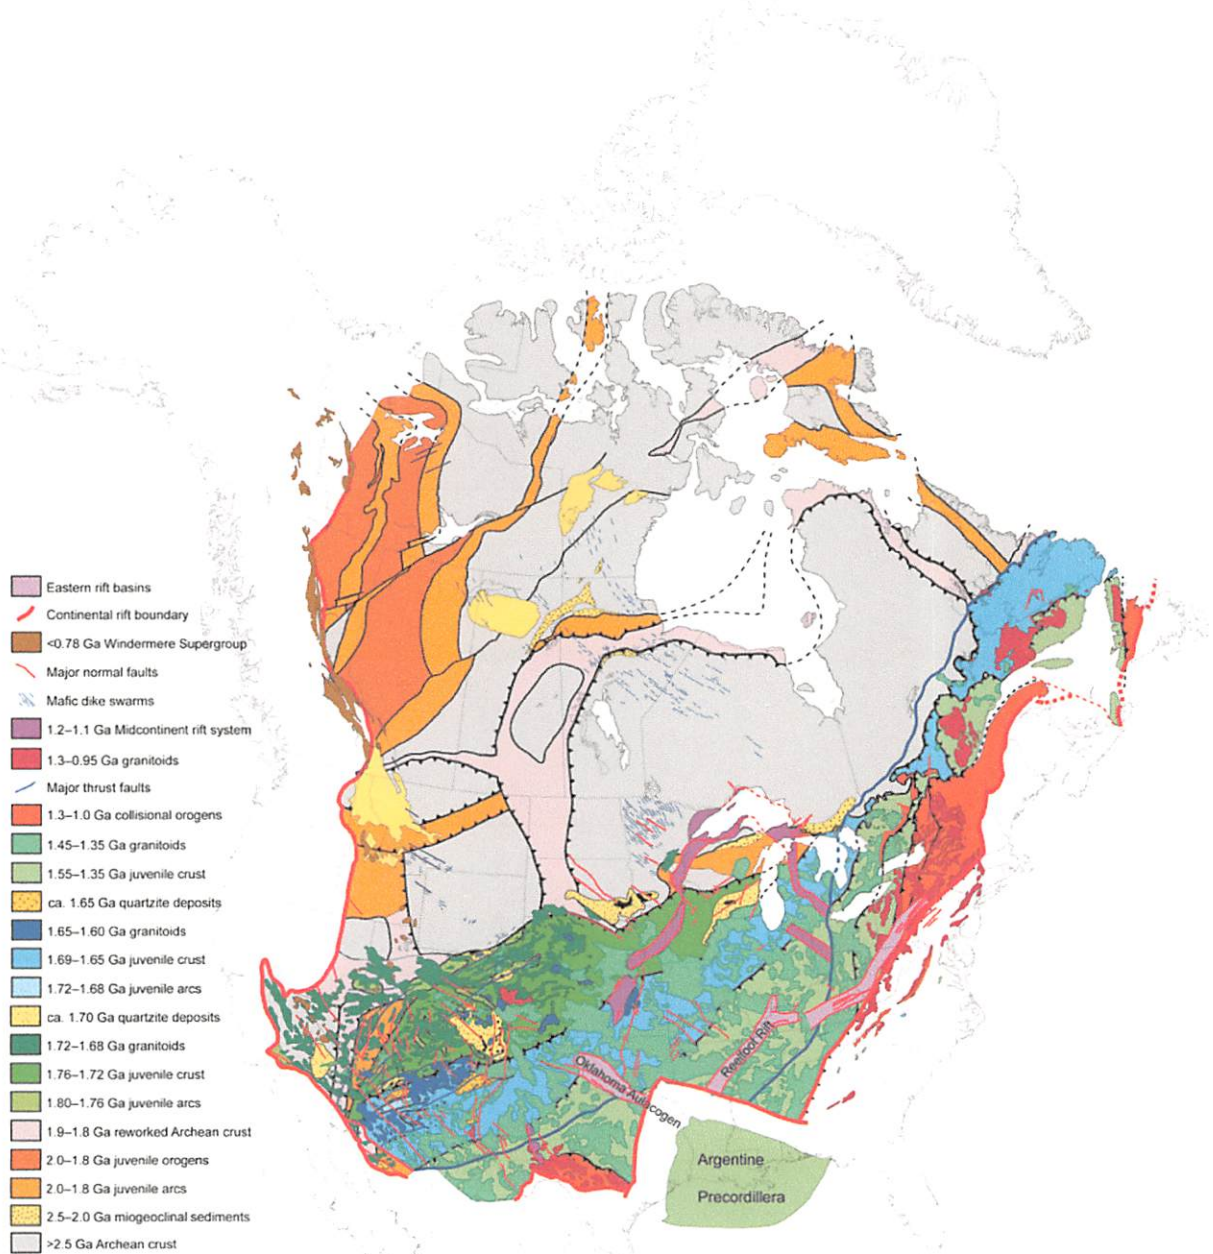 Eastern rift basins
Continental rift boundary
<0.78 Ga Windermere Supergroup
Major normal faults
Mafic dike swarms
1.2–1.1 Ga Midcontinent rift system
1.3–0.95 Ga granitoids
Major thrust faults
1.3–1.0 Ga collisional orogens
1.45–1.35 Ga granitoids
1.55–1.35 Ga juvenile crust
ca. 1.65 Ga quartzite deposits
1.65–1.60 Ga granitoids
1.69–1.65 Ga juvenile crust
1.72–1.68 Ga juvenile arcs
ca. 1.70 Ga quartzite deposits
1.72–1.68 Ga granitoids
1.76–1.72 Ga juvenile crust
1.80–1.76 Ga juvenile arcs
1.9–1.8 Ga reworked Archean crust
2.0–1.8 Ga juvenile orogens
2.0–1.8 Ga juvenile arcs
2.5–2.0 Ga miogeoclinal sediments
>2.5 Ga Archean crust
Reelfoot Rift
Oklahoma Aulacogen
Argentine
Precordillera